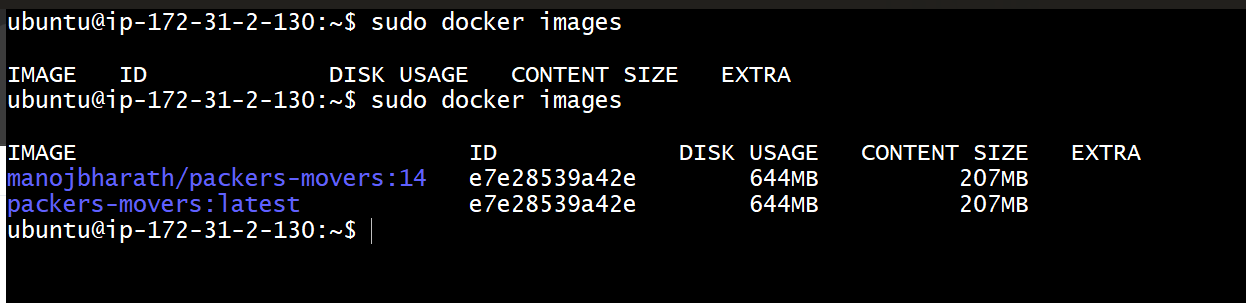 ubuntu@ip-172-31-2-130:~$ sudo docker images
IMAGE   ID             DISK USAGE   CONTENT SIZE   EXTRA
ubuntu@ip-172-31-2-130:~$ sudo docker images
IMAGE                            ID             DISK USAGE   CONTENT SIZE   EXTRA
manojbharath/packers-movers:14   e7e28539a42e        644MB          207MB
packers-movers:latest            e7e28539a42e        644MB          207MB
ubuntu@ip-172-31-2-130:~$